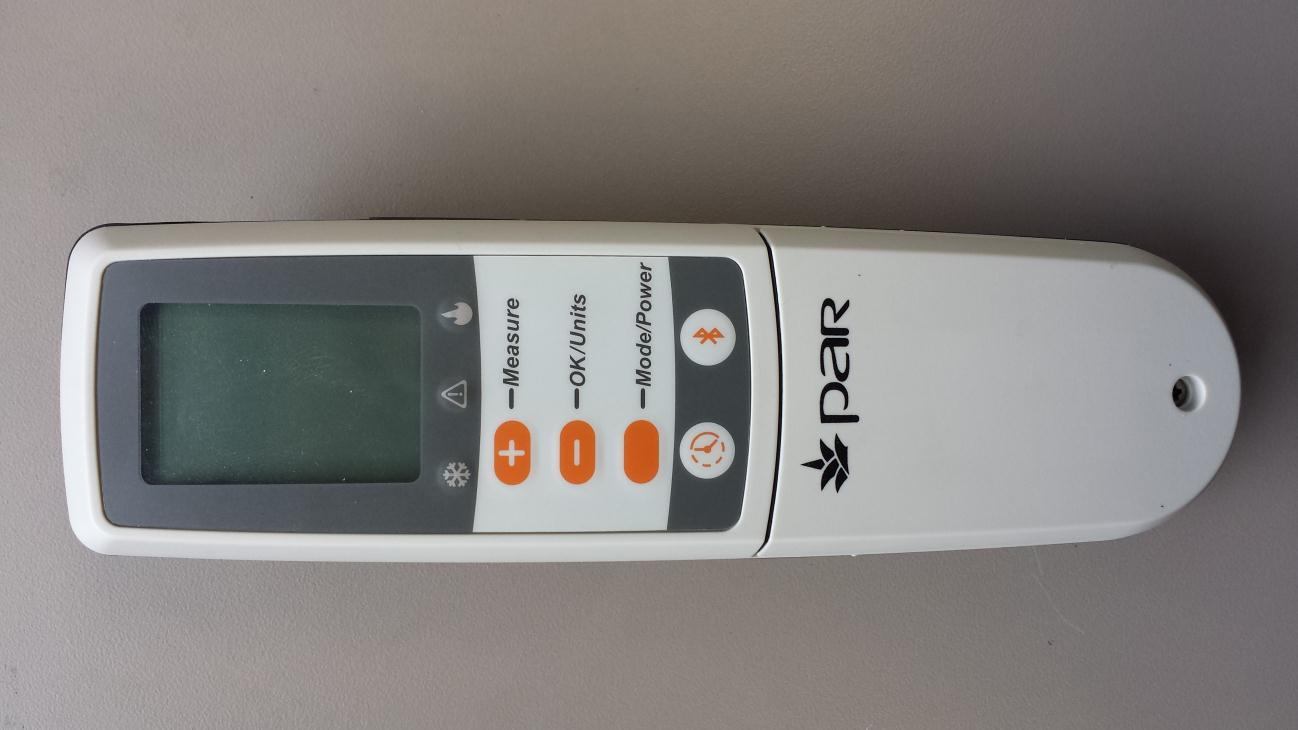 + —Measure
- —OK/Units
—Mode/Power
par